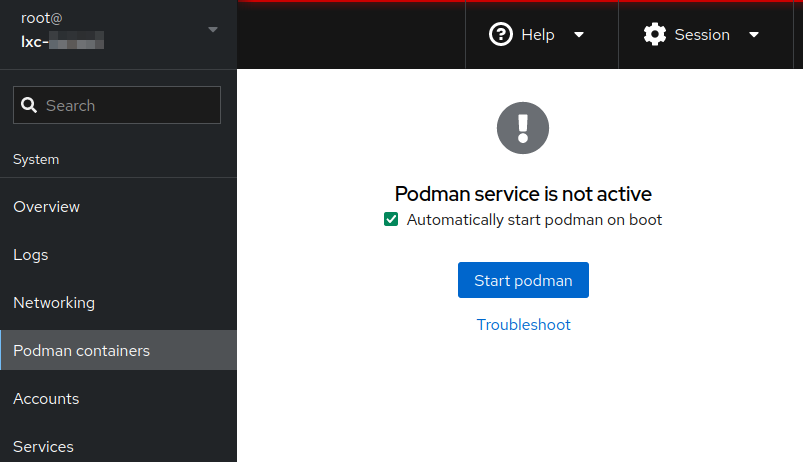 root@
lxc-
Help
Session
Search
System
Overview
Logs
Networking
Podman containers
Accounts
Services
Podman service is not active
Automatically start podman on boot
Start podman
Troubleshoot